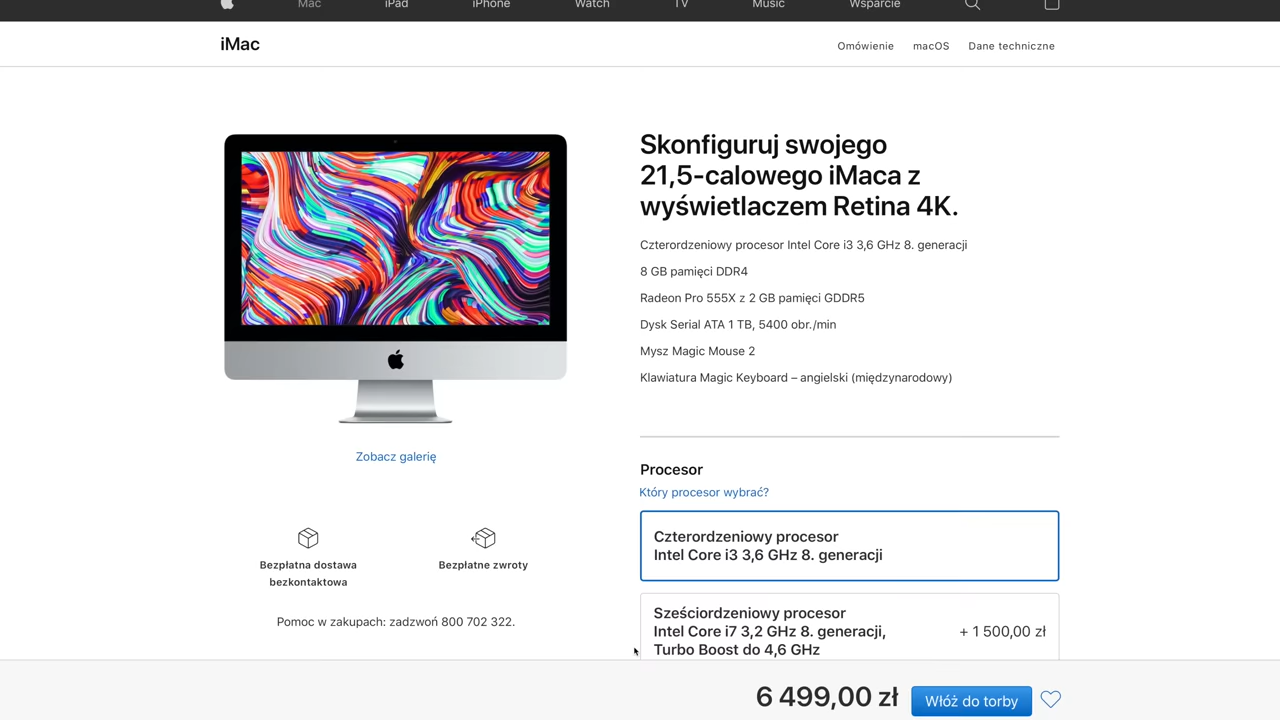 Mac
iPad
iPhone
Watch
TV
Music
Wsparcie
iMac
Omówienie
macOS
Dane techniczne
Skonfiguruj swojego
21,5-calowego iMaca z
wyświetlaczem Retina 4K.
Czterordzeniowy procesor Intel Core i3 3,6 GHz 8. generacji
8 GB pamięci DDR4
Radeon Pro 555X z 2 GB pamięci GDDR5
Dysk Serial ATA 1 TB, 5400 obr./min
Mysz Magic Mouse 2
Klawiatura Magic Keyboard – angielski (międzynarodowy)
Zobacz galerię
Bezpłatna dostawa
bezkontaktowa
Bezpłatne zwroty
Pomoc w zakupach: zadzwoń 800 702 322.
Procesor
Który procesor wybrać?
Czterordzeniowy procesor
Intel Core i3 3,6 GHz 8. generacji
Sześciordzeniowy procesor
Intel Core i7 3,2 GHz 8. generacji,
Turbo Boost do 4,6 GHz
+ 1 500,00 zł
6 499,00 zł
Włóż do torby